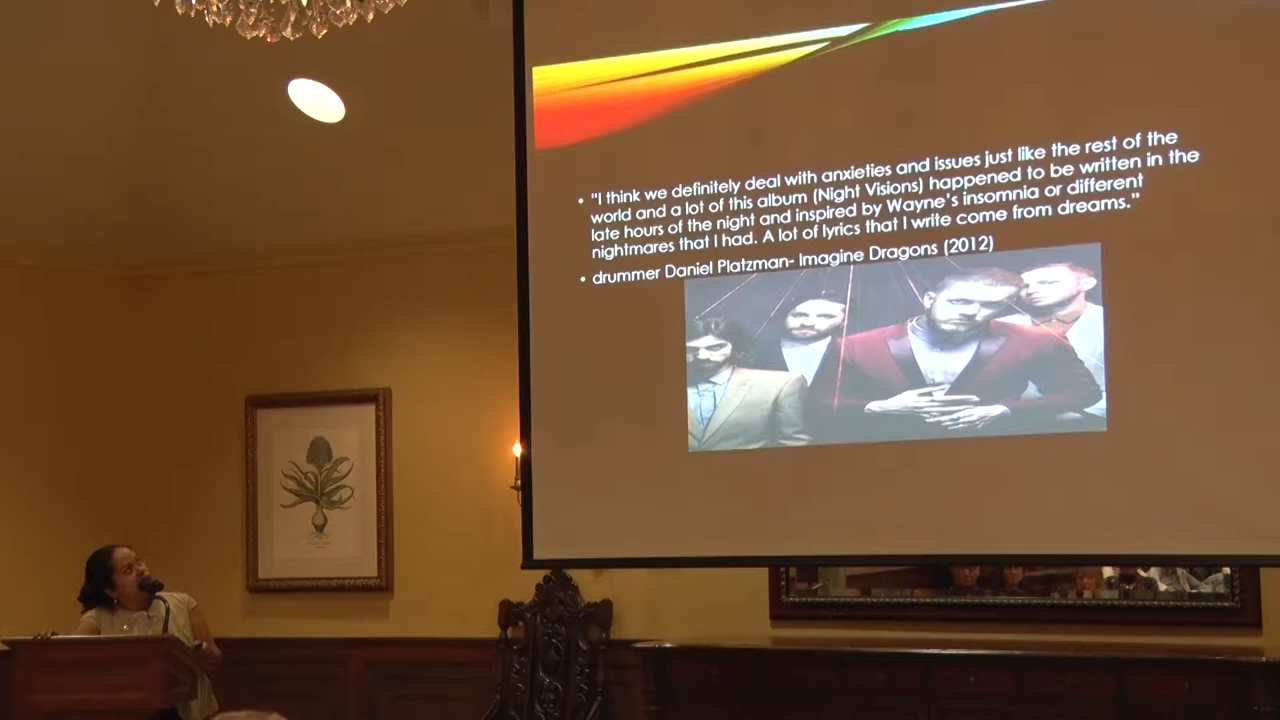 • "I think we definitely deal with anxieties and issues just like the rest of the
world and a lot of this album (Night Visions) happened to be written in the
late hours of the night and inspired by Wayne's insomnia or different
nightmares that I had. A lot of lyrics that I write come from dreams."
• drummer Daniel Platzman- Imagine Dragons (2012)